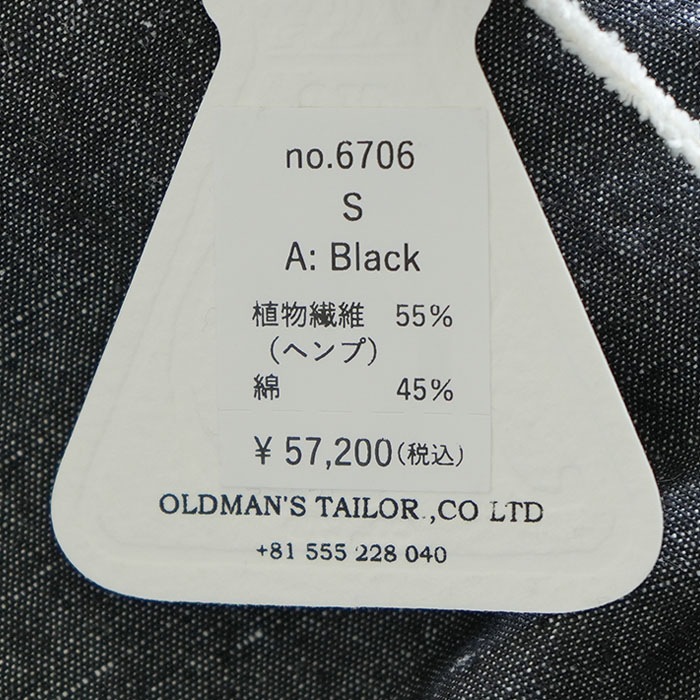 no.6706
S
A: Black
植物繊維 55%
(ヘンプ)
綿 45%
¥ 57,200(税込)
OLDMAN'S TAILOR.,CO LTD
+81 555 228 040